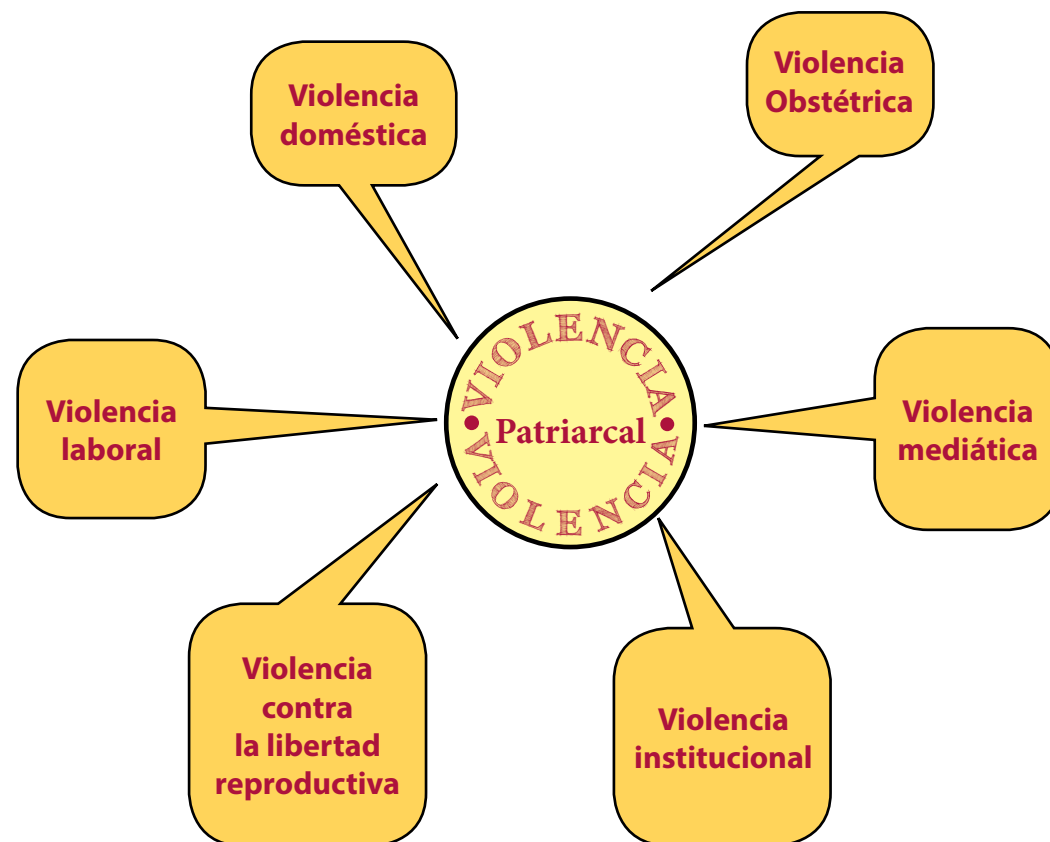 Violencia
doméstica
Violencia
Obstétrica
VIOLENCIA
• Patriarcal •
VIOLENCIA
Violencia
laboral
Violencia
mediática
Violencia
contra
la libertad
reproductiva
Violencia
institucional